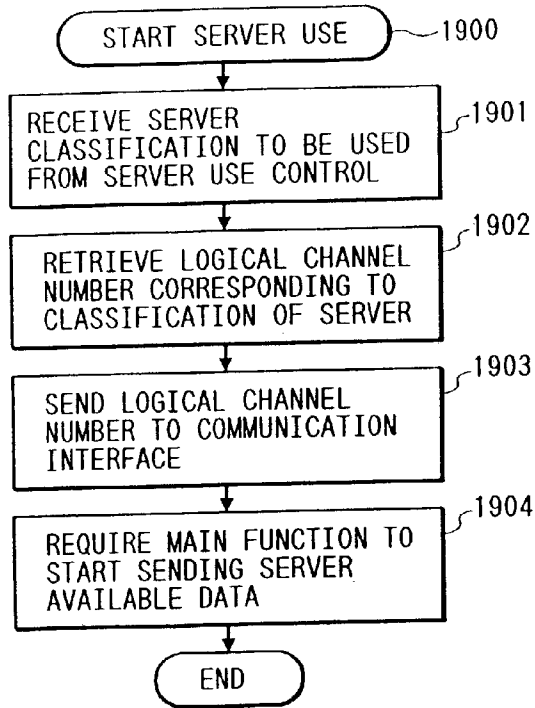 START SERVER USE
1900
RECEIVE SERVER
CLASSIFICATION TO BE USED
FROM SERVER USE CONTROL
1901
RETRIEVE LOGICAL CHANNEL
NUMBER CORRESPONDING TO
CLASSIFICATION OF SERVER
1902
SEND LOGICAL CHANNEL
NUMBER TO COMMUNICATION
INTERFACE
1903
REQUIRE MAIN FUNCTION TO
START SENDING SERVER
AVAILABLE DATA
1904
END